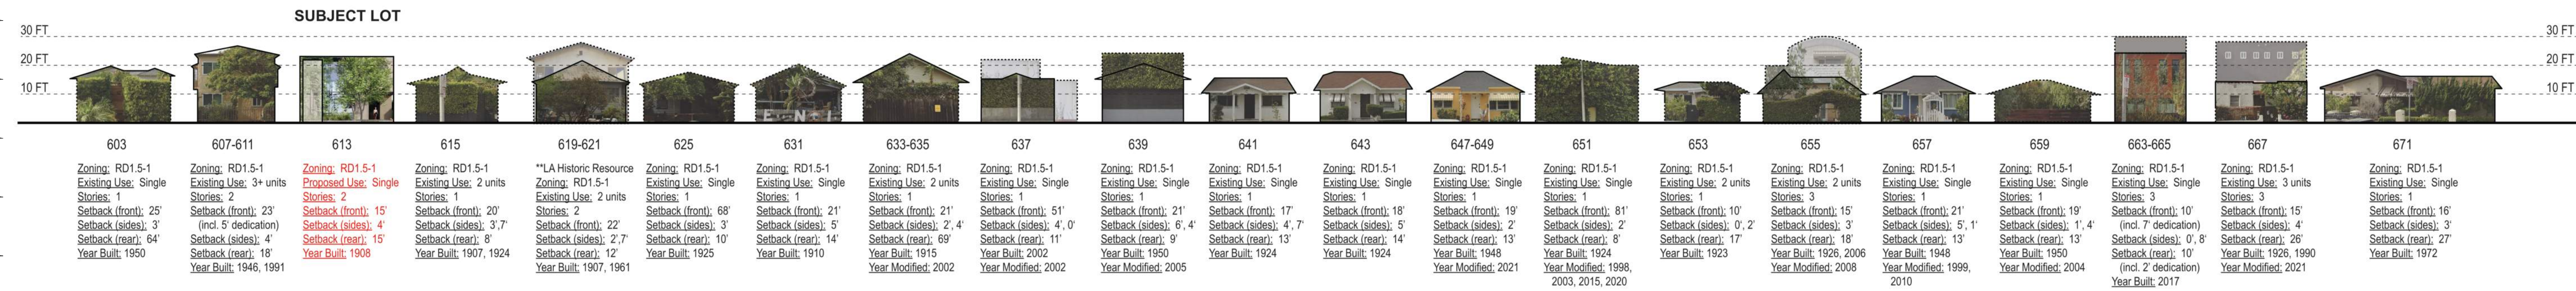 SUBJECT LOT
30 FT
20 FT
10 FT
30 FT
20 FT
10 FT
603
Zoning: RD1.5-1
Existing Use: Single
Stories: 1
Setback (front): 25'
Setback (sides): 3'
Setback (rear): 64'
Year Built: 1950
607-611
Zoning: RD1.5-1
Existing Use: 3+ units
Stories: 2
Setback (front): 23'
(incl. 5' dedication)
Setback (sides): 4'
Setback (rear): 18'
Year Built: 1946, 1991
613
Zoning: RD1.5-1
Proposed Use: Single
Stories: 2
Setback (front): 15'
Setback (sides): 4'
Setback (rear): 15'
Year Built: 1908
615
Zoning: RD1.5-1
Existing Use: 2 units
Stories: 1
Setback (front): 20'
Setback (sides): 3',7'
Setback (rear): 8'
Year Built: 1907, 1924
619-621
**LA Historic Resource
Zoning: RD1.5-1
Existing Use: 2 units
Stories: 2
Setback (front): 22'
Setback (sides): 2',7'
Setback (rear): 12'
Year Built: 1907, 1961
625
Zoning: RD1.5-1
Existing Use: Single
Stories: 1
Setback (front): 68'
Setback (sides): 3'
Setback (rear): 10'
Year Built: 1925
631
Zoning: RD1.5-1
Existing Use: Single
Stories: 1
Setback (front): 21'
Setback (sides): 5'
Setback (rear): 14'
Year Built: 1910
633-635
Zoning: RD1.5-1
Existing Use: 2 units
Stories: 1
Setback (front): 21'
Setback (sides): 2', 4'
Setback (rear): 69'
Year Built: 1915
Year Modified: 2002
637
Zoning: RD1.5-1
Existing Use: Single
Stories: 1
Setback (front): 51'
Setback (sides): 4', 0'
Setback (rear): 11'
Year Built: 2002
Year Modified: 2002
639
Zoning: RD1.5-1
Existing Use: Single
Stories: 1
Setback (front): 21'
Setback (sides): 6', 4'
Setback (rear): 9'
Year Built: 1950
Year Modified: 2005
641
Zoning: RD1.5-1
Existing Use: Single
Stories: 1
Setback (front): 17'
Setback (sides): 4', 7'
Setback (rear): 13'
Year Built: 1924
643
Zoning: RD1.5-1
Existing Use: Single
Stories: 1
Setback (front): 18'
Setback (sides): 5'
Setback (rear): 14'
Year Built: 1924
647-649
Zoning: RD1.5-1
Existing Use: Single
Stories: 1
Setback (front): 19'
Setback (sides): 2'
Setback (rear): 13'
Year Built: 1948
Year Modified: 2021
651
Zoning: RD1.5-1
Existing Use: Single
Stories: 1
Setback (front): 81'
Setback (sides): 2'
Setback (rear): 8'
Year Built: 1924
Year Modified: 1998,
2003, 2015, 2020
653
Zoning: RD1.5-1
Existing Use: 2 units
Stories: 1
Setback (front): 10'
Setback (sides): 0', 2'
Setback (rear): 17'
Year Built: 1923
655
Zoning: RD1.5-1
Existing Use: 2 units
Stories: 3
Setback (front): 15'
Setback (sides): 3'
Setback (rear): 18'
Year Built: 1926, 2006
Year Modified: 2008
657
Zoning: RD1.5-1
Existing Use: Single
Stories: 1
Setback (front): 21'
Setback (sides): 5', 1'
Setback (rear): 13'
Year Built: 1948
Year Modified: 1999,
2010
659
Zoning: RD1.5-1
Existing Use: Single
Stories: 1
Setback (front): 19'
Setback (sides): 1', 4'
Setback (rear): 13'
Year Built: 1950
Year Modified: 2004
663-665
Zoning: RD1.5-1
Existing Use: Single
Stories: 3
Setback (front): 10'
(incl. 7' dedication)
Setback (sides): 0', 8'
Setback (rear): 10'
(incl. 2' dedication)
Year Built: 2017
667
Zoning: RD1.5-1
Existing Use: 3 units
Stories: 3
Setback (front): 15'
Setback (sides): 4'
Setback (rear): 26'
Year Built: 1926, 1990
Year Modified: 2021
671
Zoning: RD1.5-1
Existing Use: Single
Stories: 1
Setback (front): 16'
Setback (sides): 3'
Setback (rear): 27'
Year Built: 1972